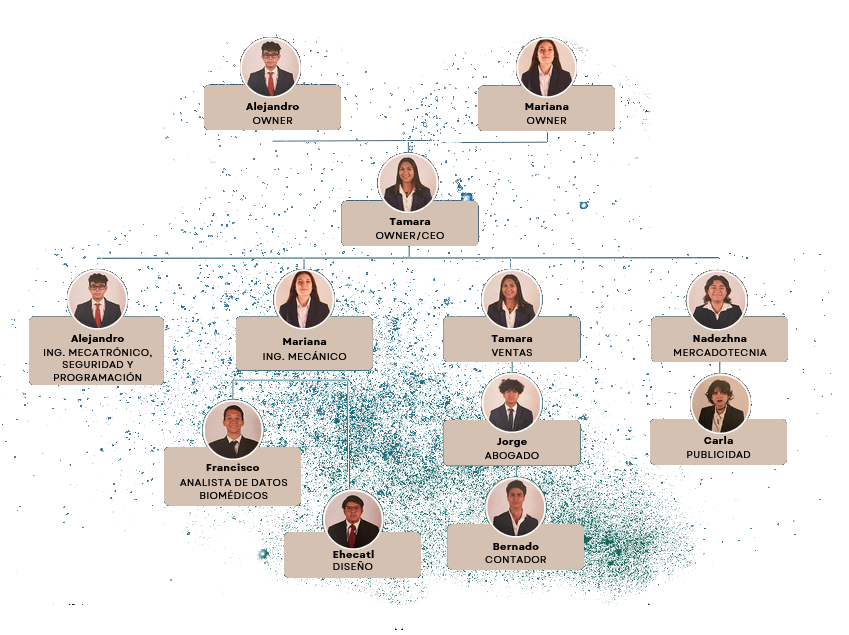 Alejandro
OWNER
Mariana
OWNER
Tamara
OWNER/CEO
Alejandro
ING. MECATRÓNICO,
SEGURIDAD Y
PROGRAMACIÓN
Mariana
ING. MECÁNICO
Tamara
VENTAS
Nadezhna
MERCADOTECNIA
Jorge
ABOGADO
Carla
PUBLICIDAD
Francisco
ANALISTA DE DATOS
BIOMÉDICOS
Ehecatl
DISEÑO
Bernado
CONTADOR